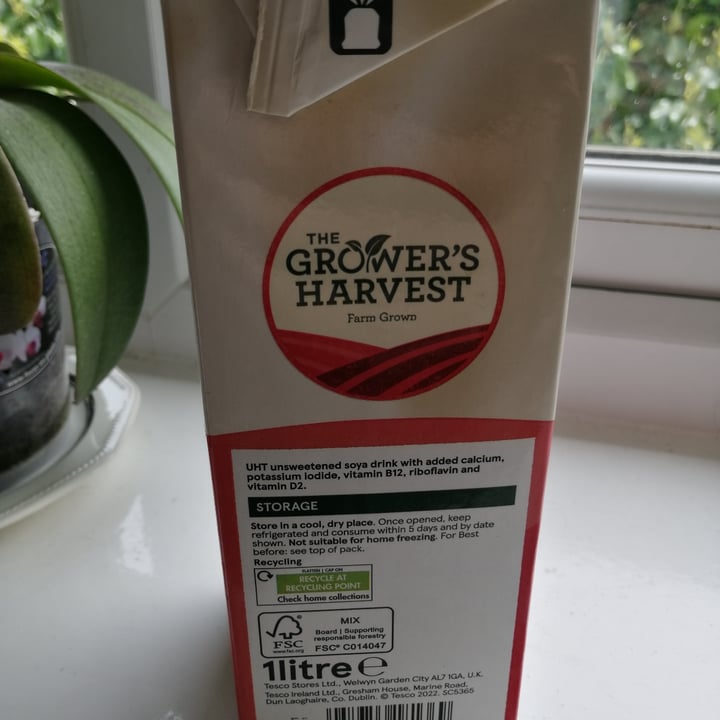 THE
GROWER'S
HARVEST
Farm Grown
UHT unsweetened soya drink with added calcium,
potassium iodide, vitamin B12, riboflavin and
vitamin D2.
STORAGE
Store in a cool, dry place. Once opened, keep
refrigerated and consume within 5 days and by date
shown. Not suitable for home freezing. For Best
before: see top of pack.
Recycling
FLATTEN | CAP ON
RECYCLE AT
RECYCLING POINT
Check home collections
FSC
www.fsc.org
MIX
Board | Supporting
responsible forestry
FSC® C014047
1litre℮
Tesco Stores Ltd., Welwyn Garden City AL7 1GA, U.K.
Tesco Ireland Ltd., Gresham House, Marine Road,
Dun Laoghaire, Co. Dublin. © Tesco 2022. SC5365